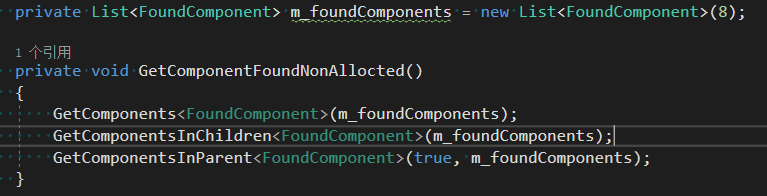 private List<FoundComponent> m_foundComponents = new List<FoundComponent>(8);
1 个引用
private void GetComponentFoundNonAllocted()
{
GetComponents<FoundComponent>(m_foundComponents);
GetComponentsInChildren<FoundComponent>(m_foundComponents);
GetComponentsInParent<FoundComponent>(true, m_foundComponents);
}